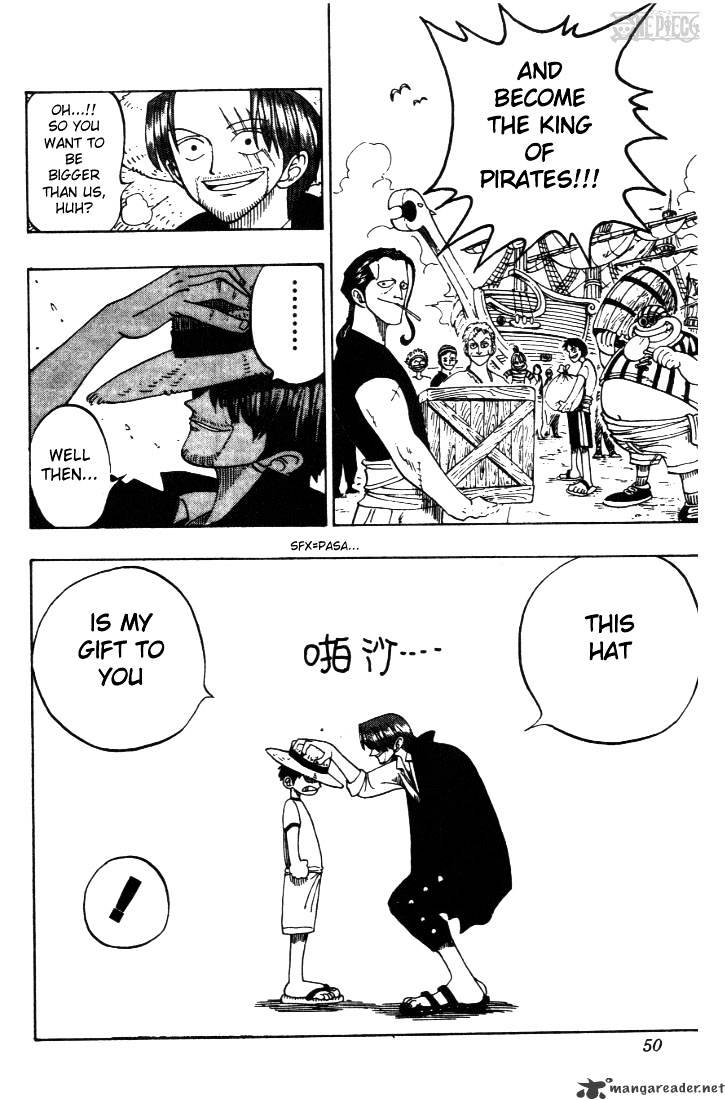 ONE PIECE
AND
BECOME
THE KING
OF
PIRATES!!!
OH...!!
SO YOU
WANT TO
BE
BIGGER
THAN US,
HUH?
........
WELL
THEN...
SFX=PASA...
THIS
HAT
啪沙····
IS MY
GIFT TO
YOU
!
50
mangareader.net